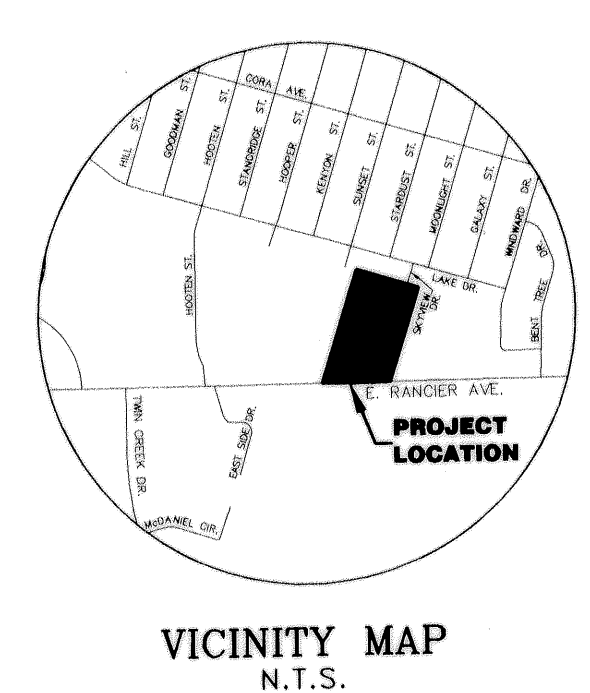 CORA AVE.
HILL ST.
GOODMAN ST.
HOOTEN ST.
STANDRIDGE ST.
HOOPER ST.
KENYON ST.
SUNSET ST.
STARDUST ST.
MOONLIGHT ST.
GALAXY ST.
WINDWARD DR.
HOOTEN ST.
LAKE DR.
SKYVIEW DR.
BENT TREE DR.
E. RANCIER AVE.
PROJECT
LOCATION
TWIN CREEK DR.
EAST SIDE DR.
McDANIEL CIR.
VICINITY MAP
N.T.S.